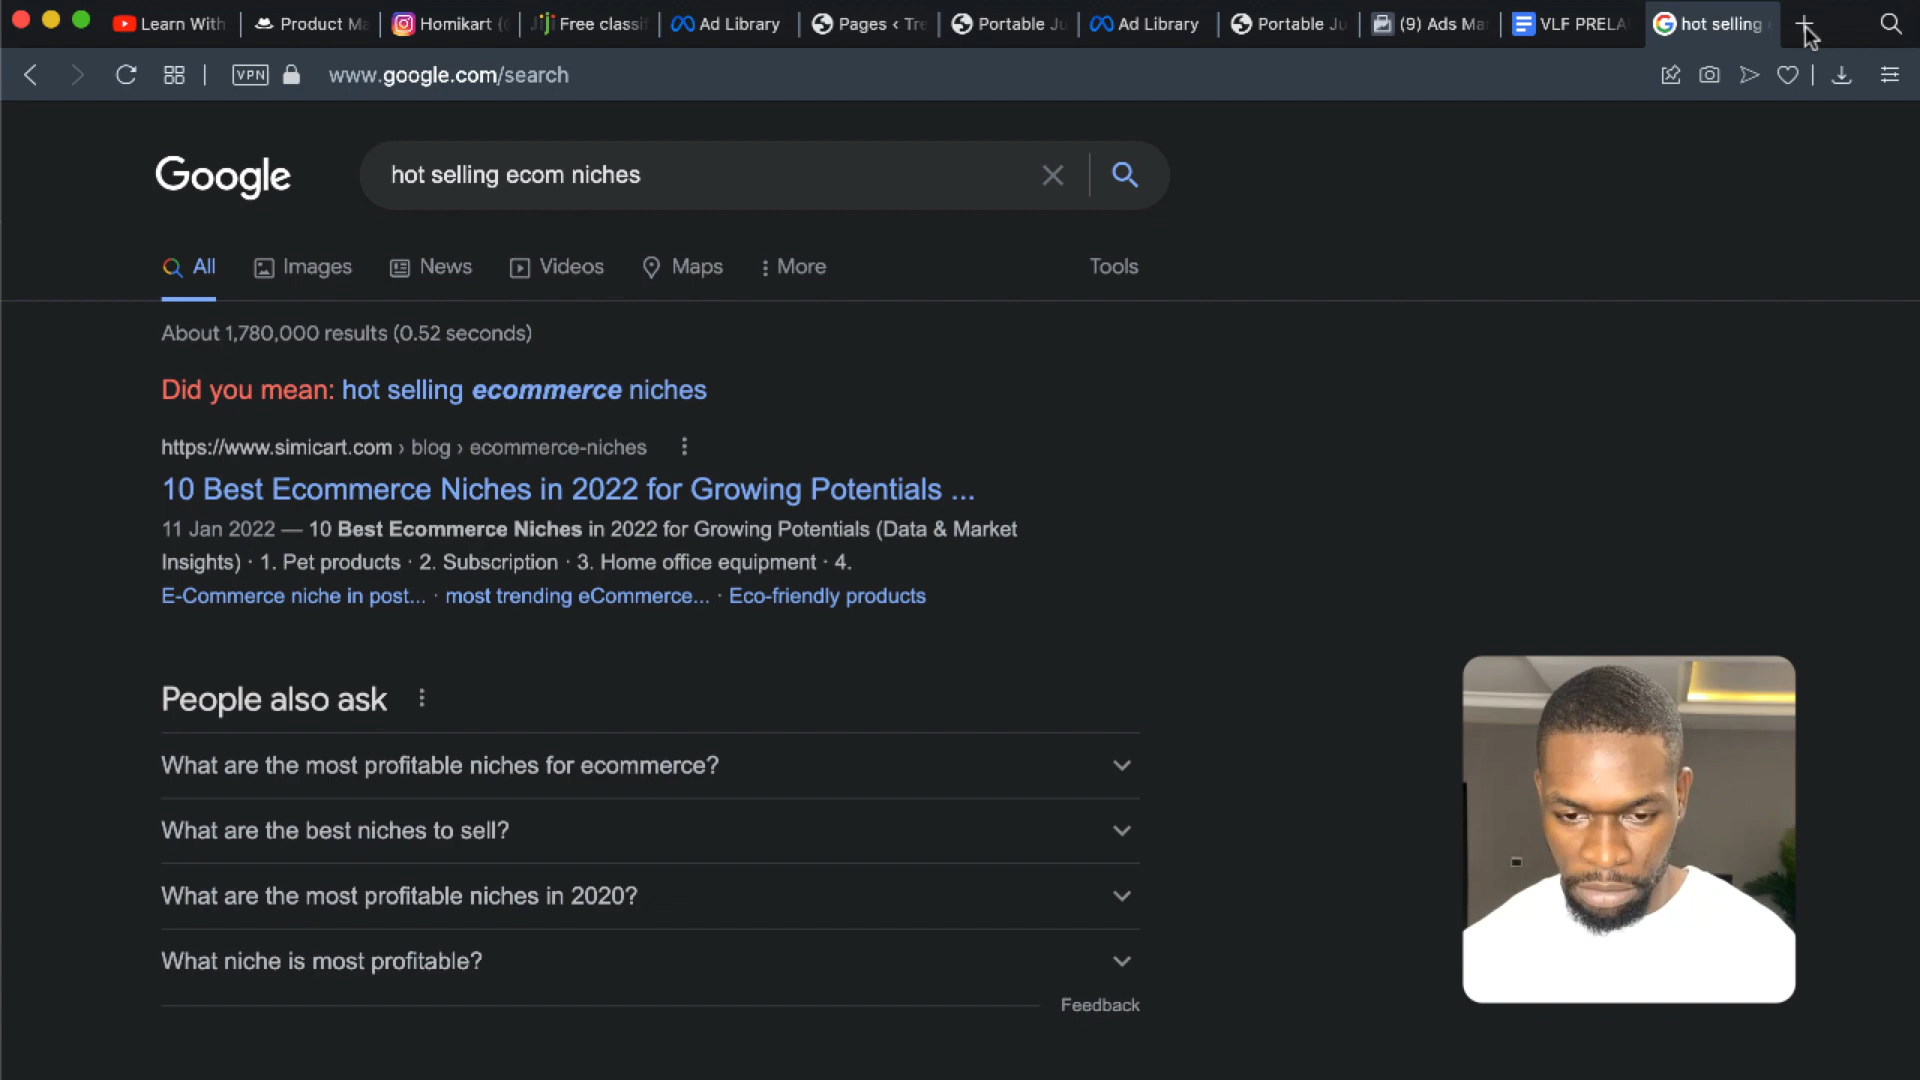 Learn With
Product Ma
Homikart (
Jiji Free classif
Ad Library
Pages ‹ Tre
Portable Ju
Ad Library
Portable Ju
(9) Ads Ma
VLF PRELA
hot selling
VPN www.google.com/search
Google
hot selling ecom niches
All Images News Videos Maps More Tools
About 1,780,000 results (0.52 seconds)
Did you mean: hot selling ecommerce niches
https://www.simicart.com › blog › ecommerce-niches
10 Best Ecommerce Niches in 2022 for Growing Potentials ...
11 Jan 2022 — 10 Best Ecommerce Niches in 2022 for Growing Potentials (Data & Market
Insights) · 1. Pet products · 2. Subscription · 3. Home office equipment · 4.
E-Commerce niche in post... · most trending eCommerce... · Eco-friendly products
People also ask
What are the most profitable niches for ecommerce?
What are the best niches to sell?
What are the most profitable niches in 2020?
What niche is most profitable?
Feedback